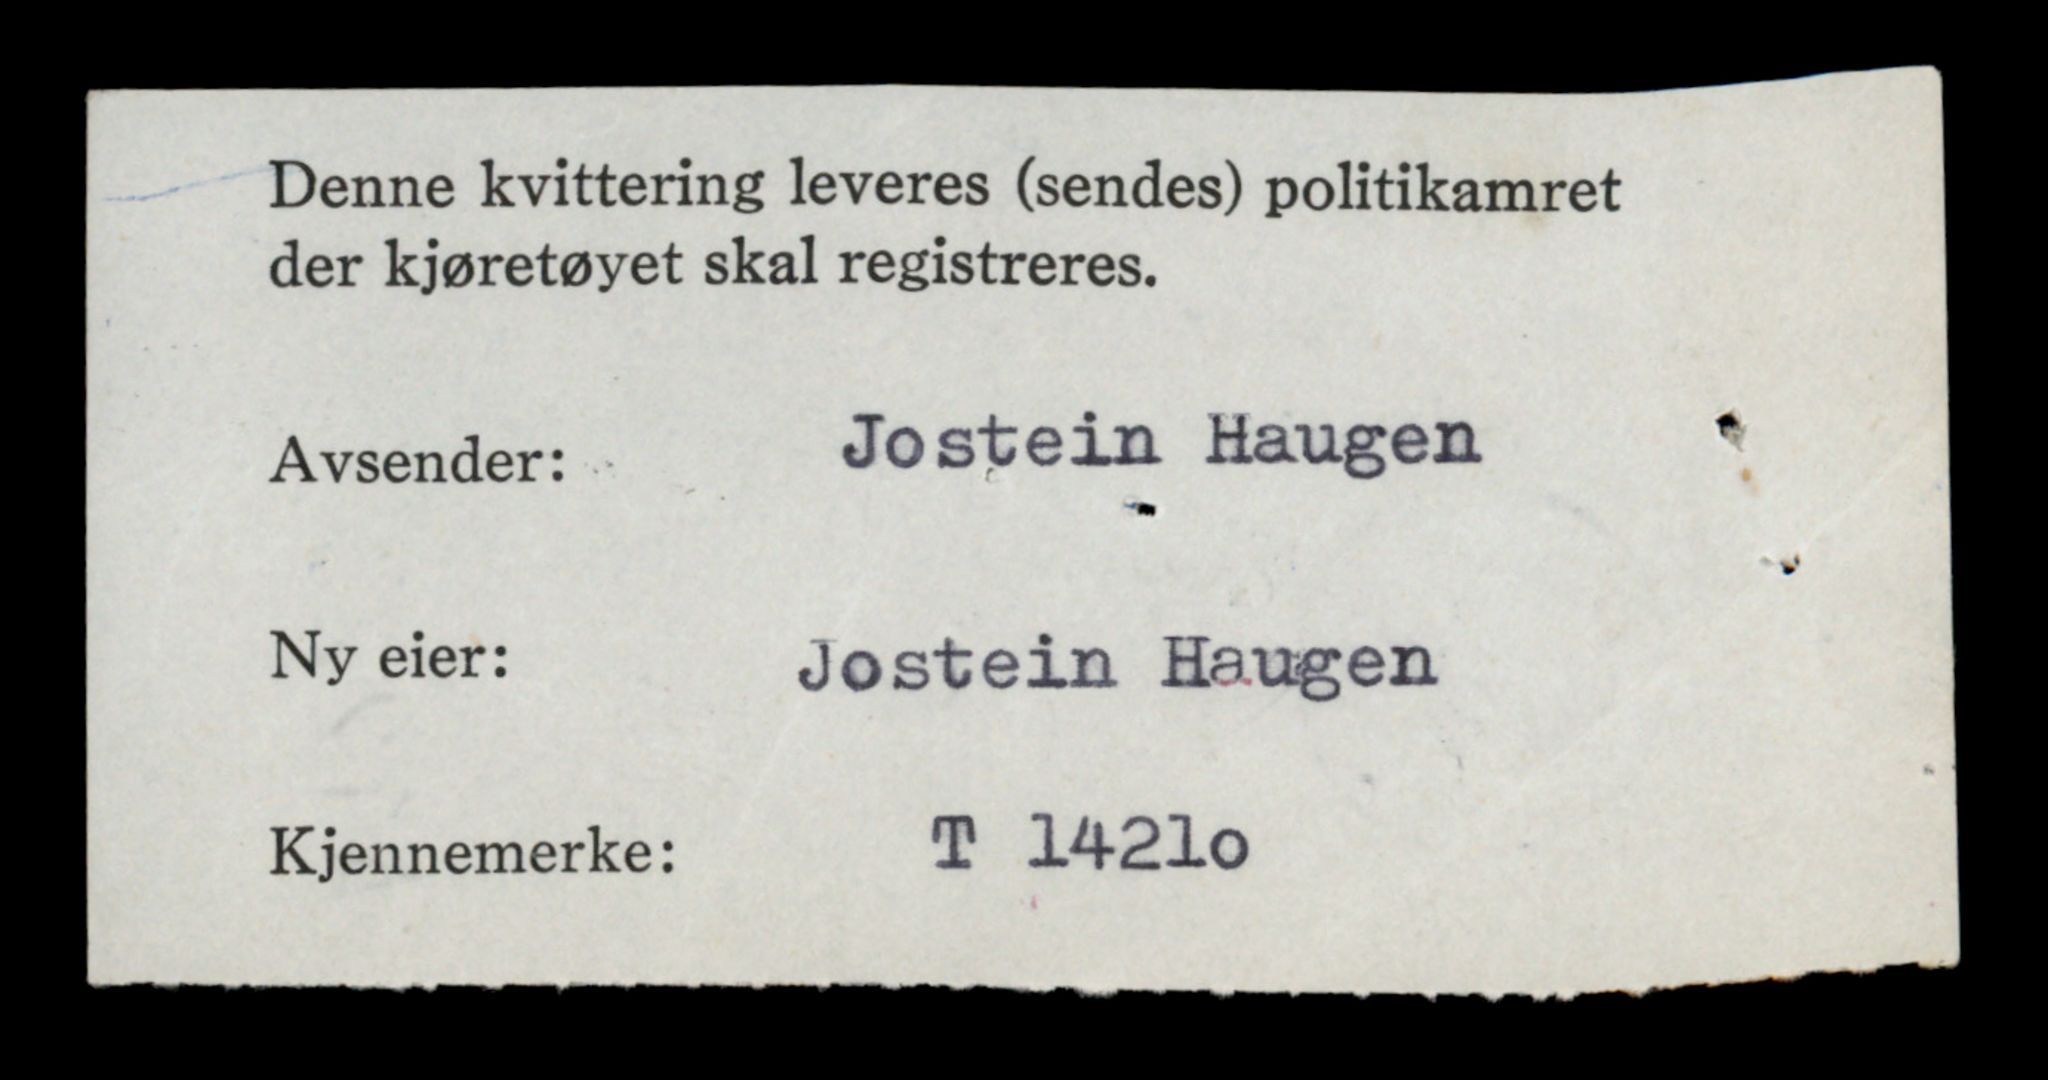 Denne kvittering leveres (sendes) politikamret
der kjøretøyet skal registreres.
Avsender: Jostein Haugen
Ny eier: Jostein Haugen
Kjennemerke: T 1421o